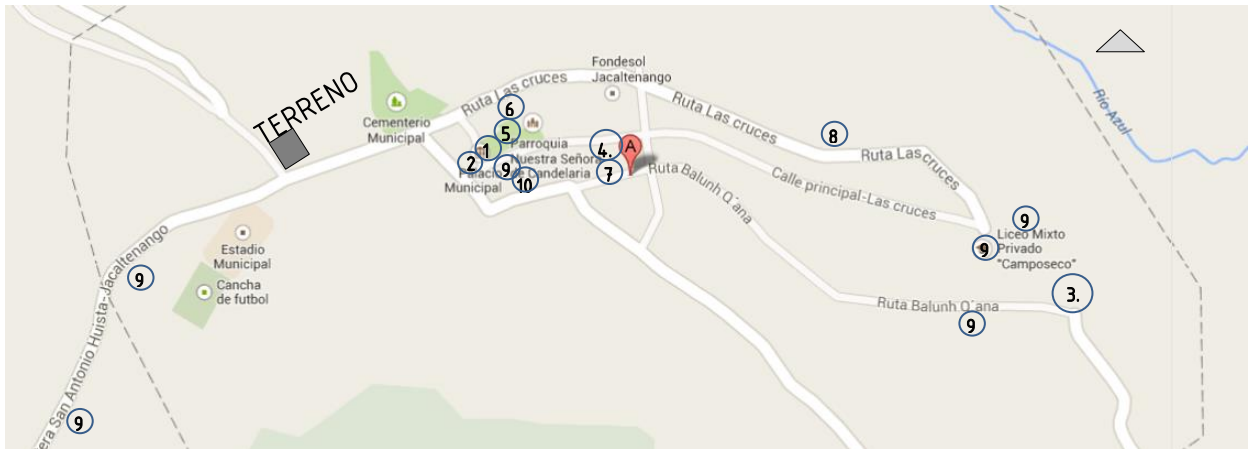 TERRENO
Cementerio
Municipal
Ruta Las cruces
Fondesol
Jacaltenango
Ruta Las cruces
Ruta Las cruces
Río Azul
6
5
1
2
9
10
4.
7
A
8
Parroquia
Nuestra Señora
de Candelaria
Palacio
Municipal
Ruta Balunh Q´ana
Calle principal-Las cruces
9
9
Liceo Mixto
Privado
"Camposeco"
3.
Ruta Balunh Q´ana
9
Estadio
Municipal
Cancha
de futbol
9
9
era San Antonio Huista-Jacaltenango